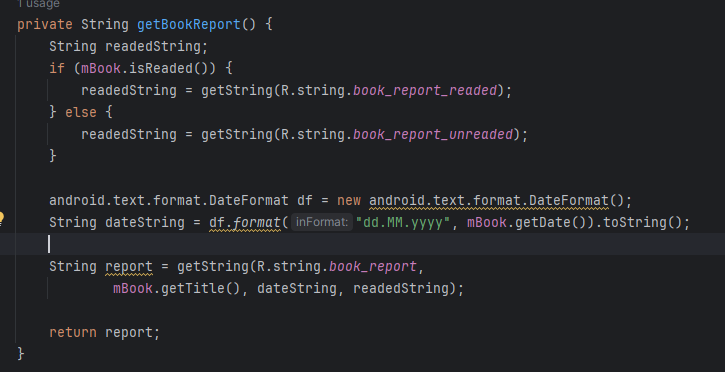 1 usage
private String getBookReport() {
String readedString;
if (mBook.isReaded()) {
readedString = getString(R.string.book_report_readed);
} else {
readedString = getString(R.string.book_report_unreaded);
}
android.text.format.DateFormat df = new android.text.format.DateFormat();
String dateString = df.format( inFormat: "dd.MM.yyyy", mBook.getDate()).toString();
String report = getString(R.string.book_report,
mBook.getTitle(), dateString, readedString);
return report;
}